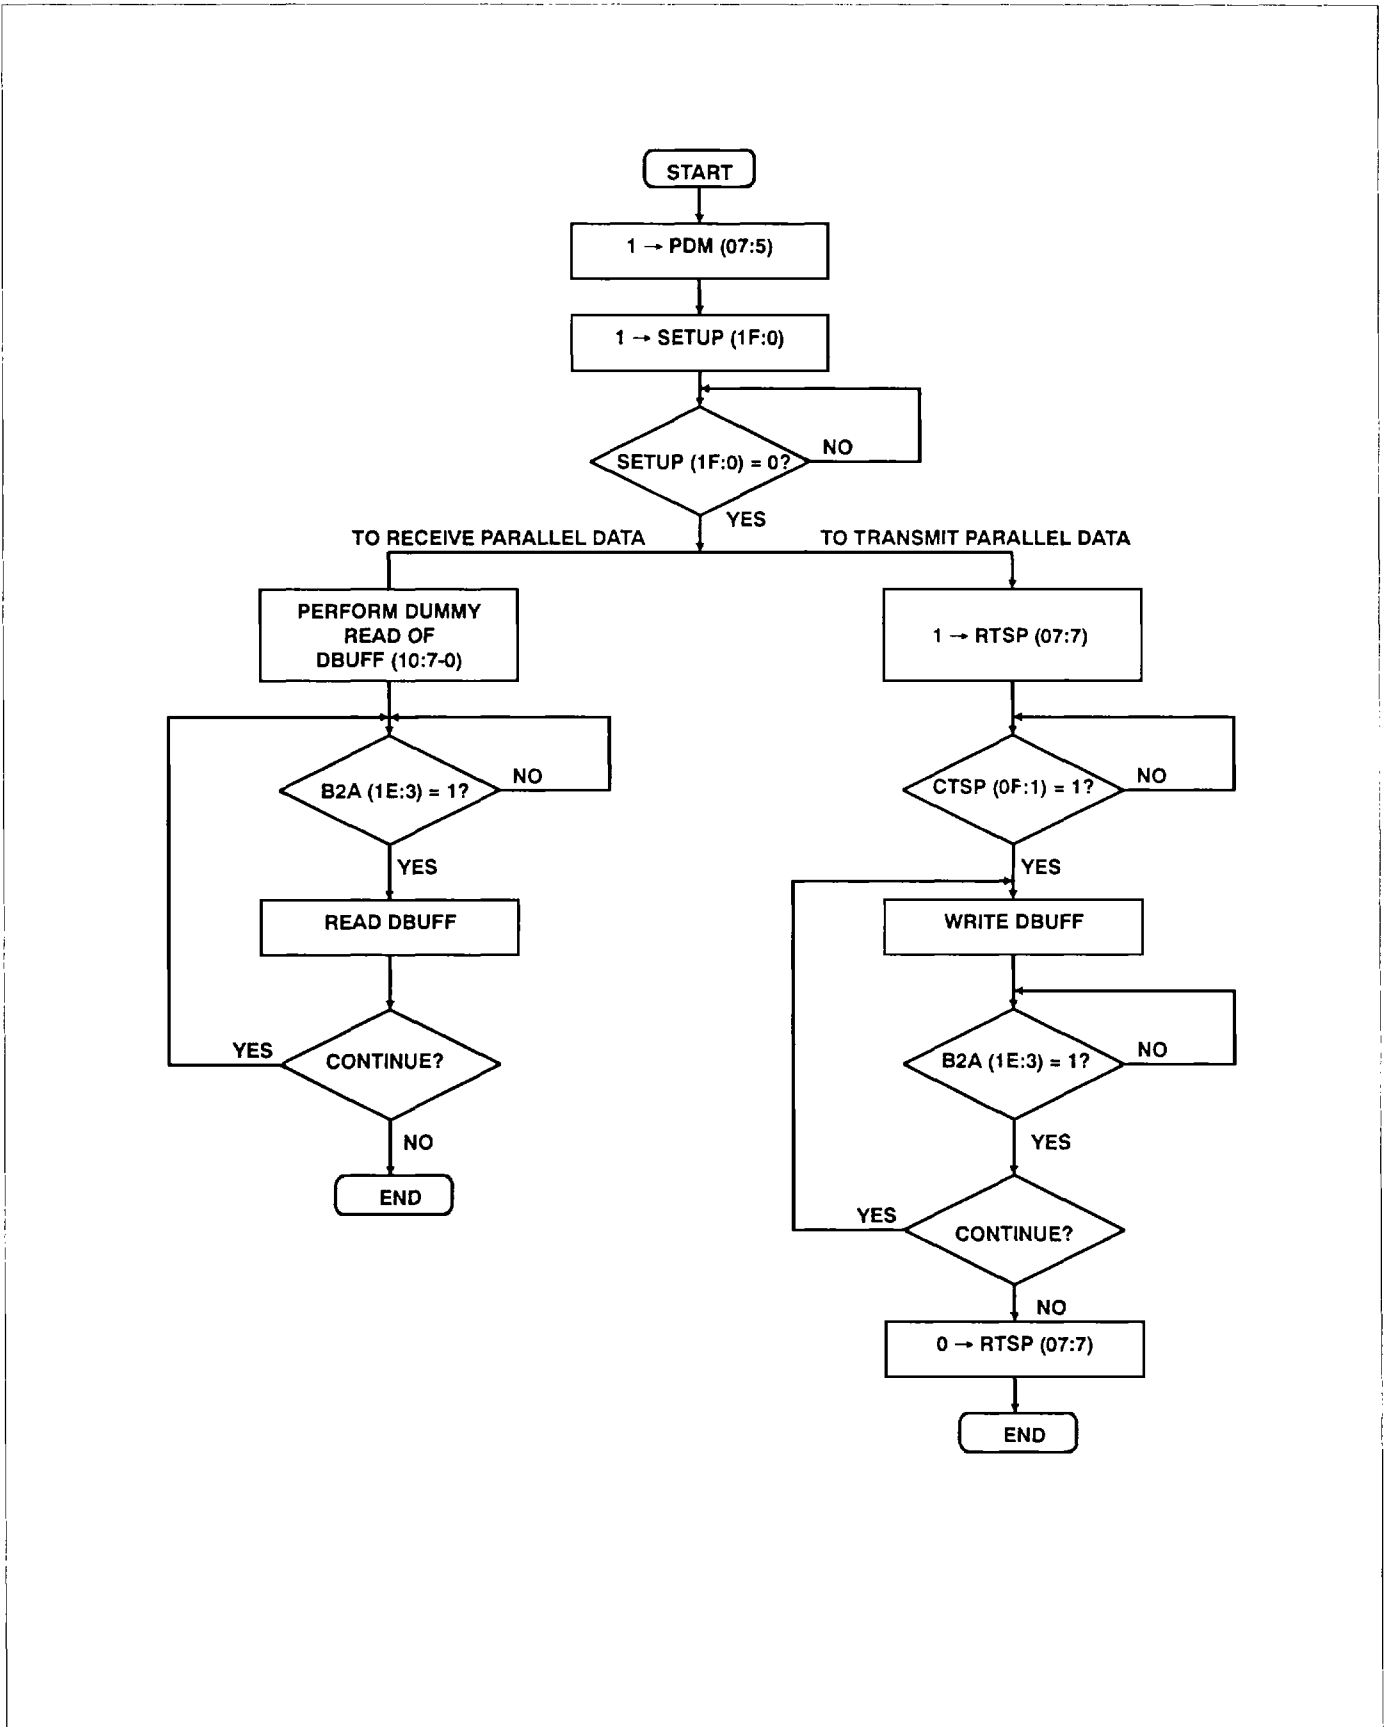 START
1 → PDM (07:5)
1 → SETUP (1F:0)
SETUP (1F:0) = 0?
NO
YES
TO RECEIVE PARALLEL DATA
TO TRANSMIT PARALLEL DATA
PERFORM DUMMY
READ OF
DBUFF (10:7-0)
B2A (1E:3) = 1?
NO
YES
READ DBUFF
CONTINUE?
YES
NO
END
1 → RTSP (07:7)
CTSP (0F:1) = 1?
NO
YES
WRITE DBUFF
B2A (1E:3) = 1?
NO
YES
CONTINUE?
YES
NO
0 → RTSP (07:7)
END